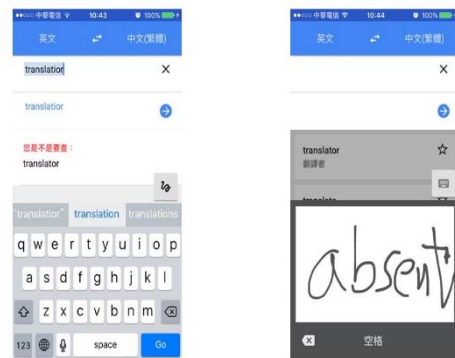 中華電信 10:43 100%
英文 中文(繁體)
translatior
translatior
您是不是要查：
translator
"translatior" translation translations
q w e r t y u i o p
a s d f g h j k l
z x c v b n m
123 space Go
中華電信 10:44 100%
英文 中文(繁體)
translator
翻譯者
absent
空格